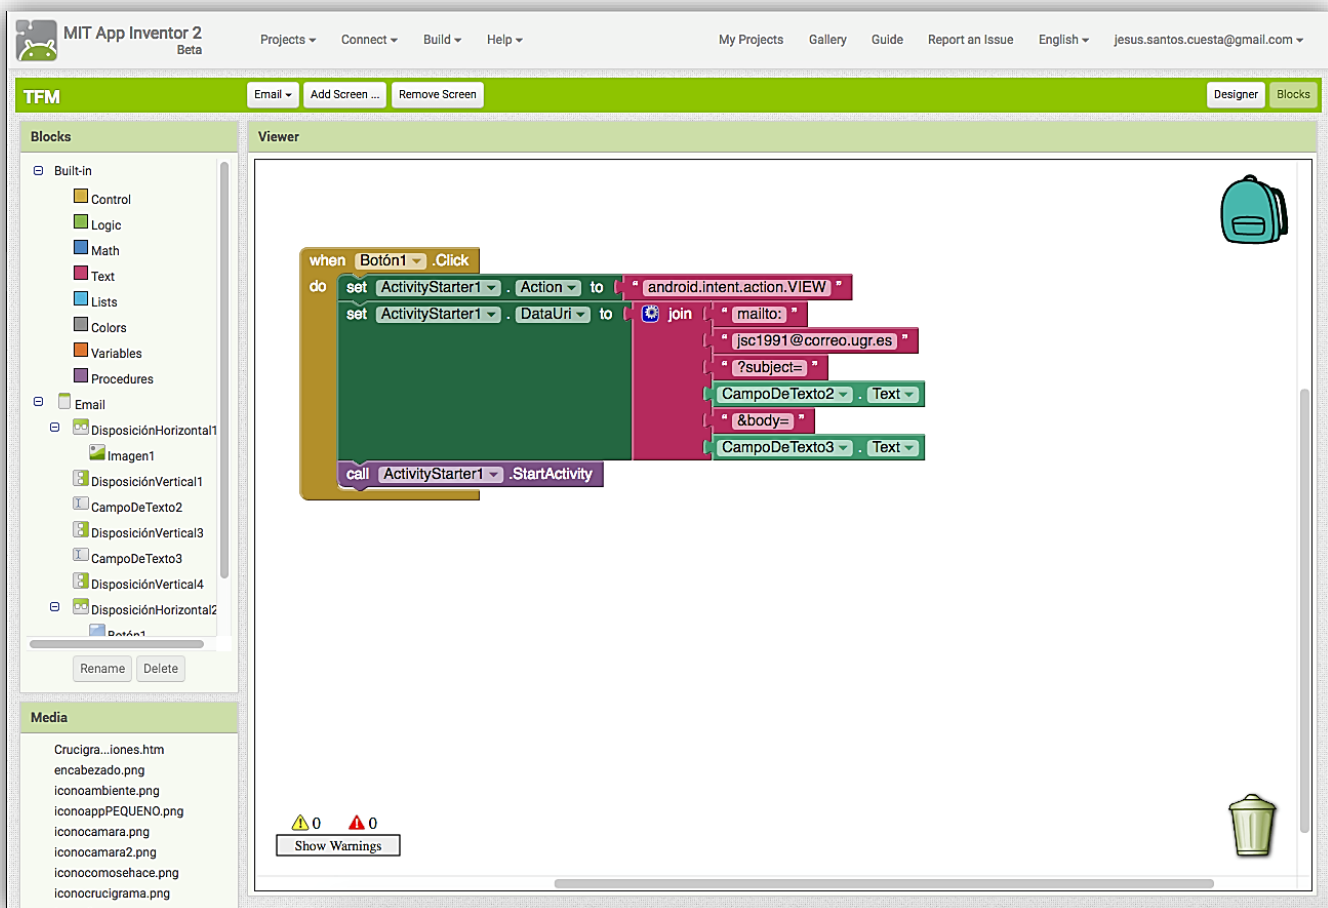 MIT App Inventor 2
Beta
Projects Connect Build Help My Projects Gallery Guide Report an Issue English jesus.santos.cuesta@gmail.com
TFM
Email Add Screen ... Remove Screen Designer Blocks
Blocks
Built-in
Control
Logic
Math
Text
Lists
Colors
Variables
Procedures
Email
DisposiciónHorizontal1
Imagen1
DisposiciónVertical1
CampoDeTexto2
DisposiciónVertical3
CampoDeTexto3
DisposiciónVertical4
DisposiciónHorizontal2
Botón1
Rename Delete
Media
Crucigra...iones.htm
encabezado.png
iconoambiente.png
iconoappPEQUENO.png
iconocamara.png
iconocamara2.png
iconocomosehace.png
iconocrucigrama.png
Viewer
when Botón1 .Click
do set ActivityStarter1 . Action to " android.intent.action.VIEW "
set ActivityStarter1 . DataUri to join " mailto: "
" jsc1991@correo.ugr.es "
" ?subject= "
CampoDeTexto2 . Text
" &body= "
CampoDeTexto3 . Text
call ActivityStarter1 .StartActivity
0 0
Show Warnings